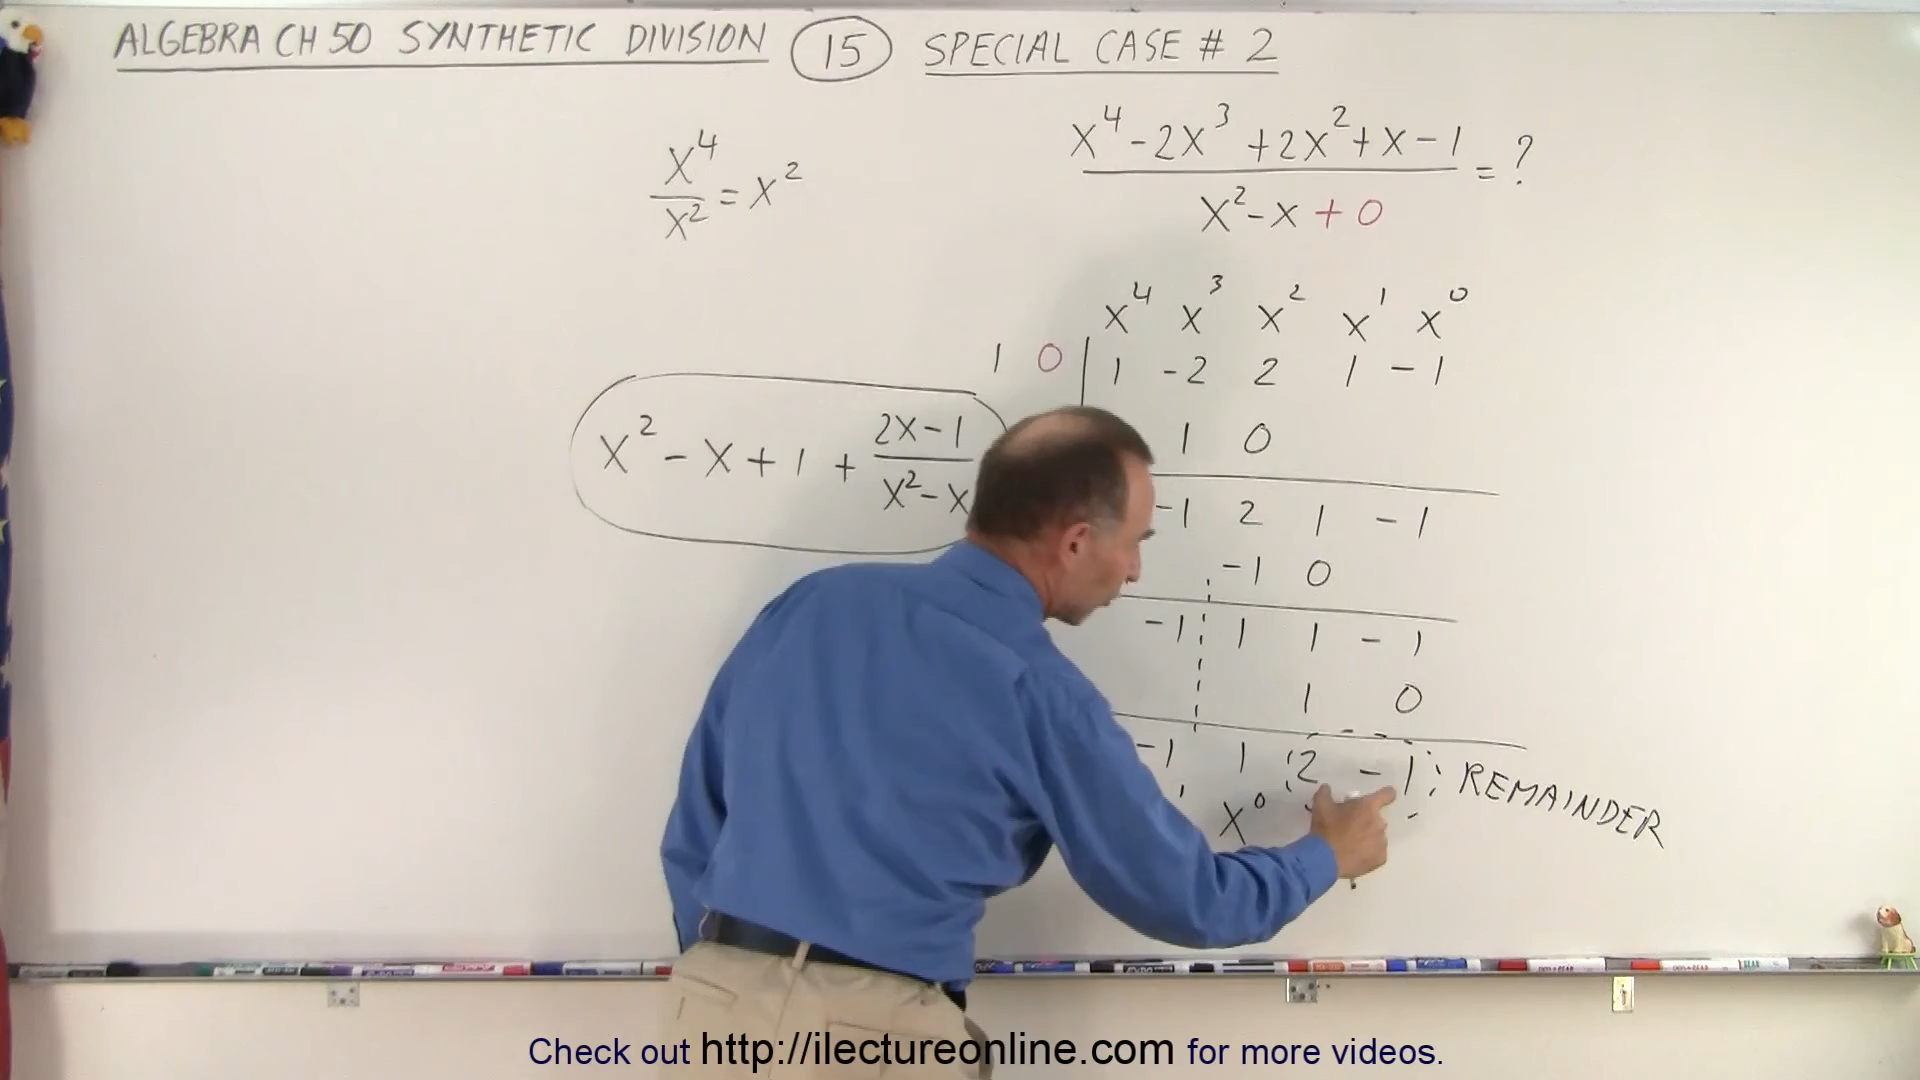 ALGEBRA CH 50 SYNTHETIC DIVISION 15 SPECIAL CASE # 2
x⁴ - 2x³ + 2x² + x - 1 = ?
x² - x + 0
x⁴
x² = x²
x⁴ x³ x² x¹ x⁰
1 0 | 1 -2 2 1 -1
1 0
x² - x + 1 + 2x-1
x²-x
-1 2 1 -1
-1 0
-1 1 1 -1
1 0
-1 1 2 -1 REMAINDER
x⁰
Check out http://ilectureonline.com for more videos.